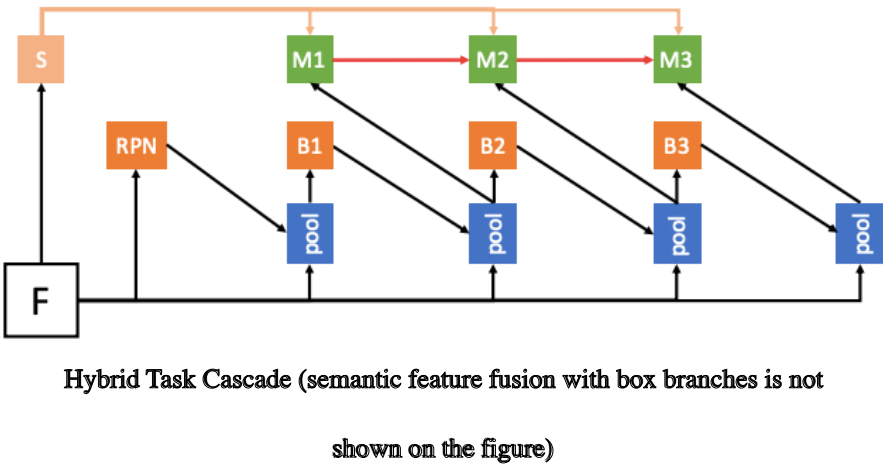 S
M1
M2
M3
RPN
B1
B2
B3
pool
pool
pool
pool
F
Hybrid Task Cascade (semantic feature fusion with box branches is not
shown on the figure)